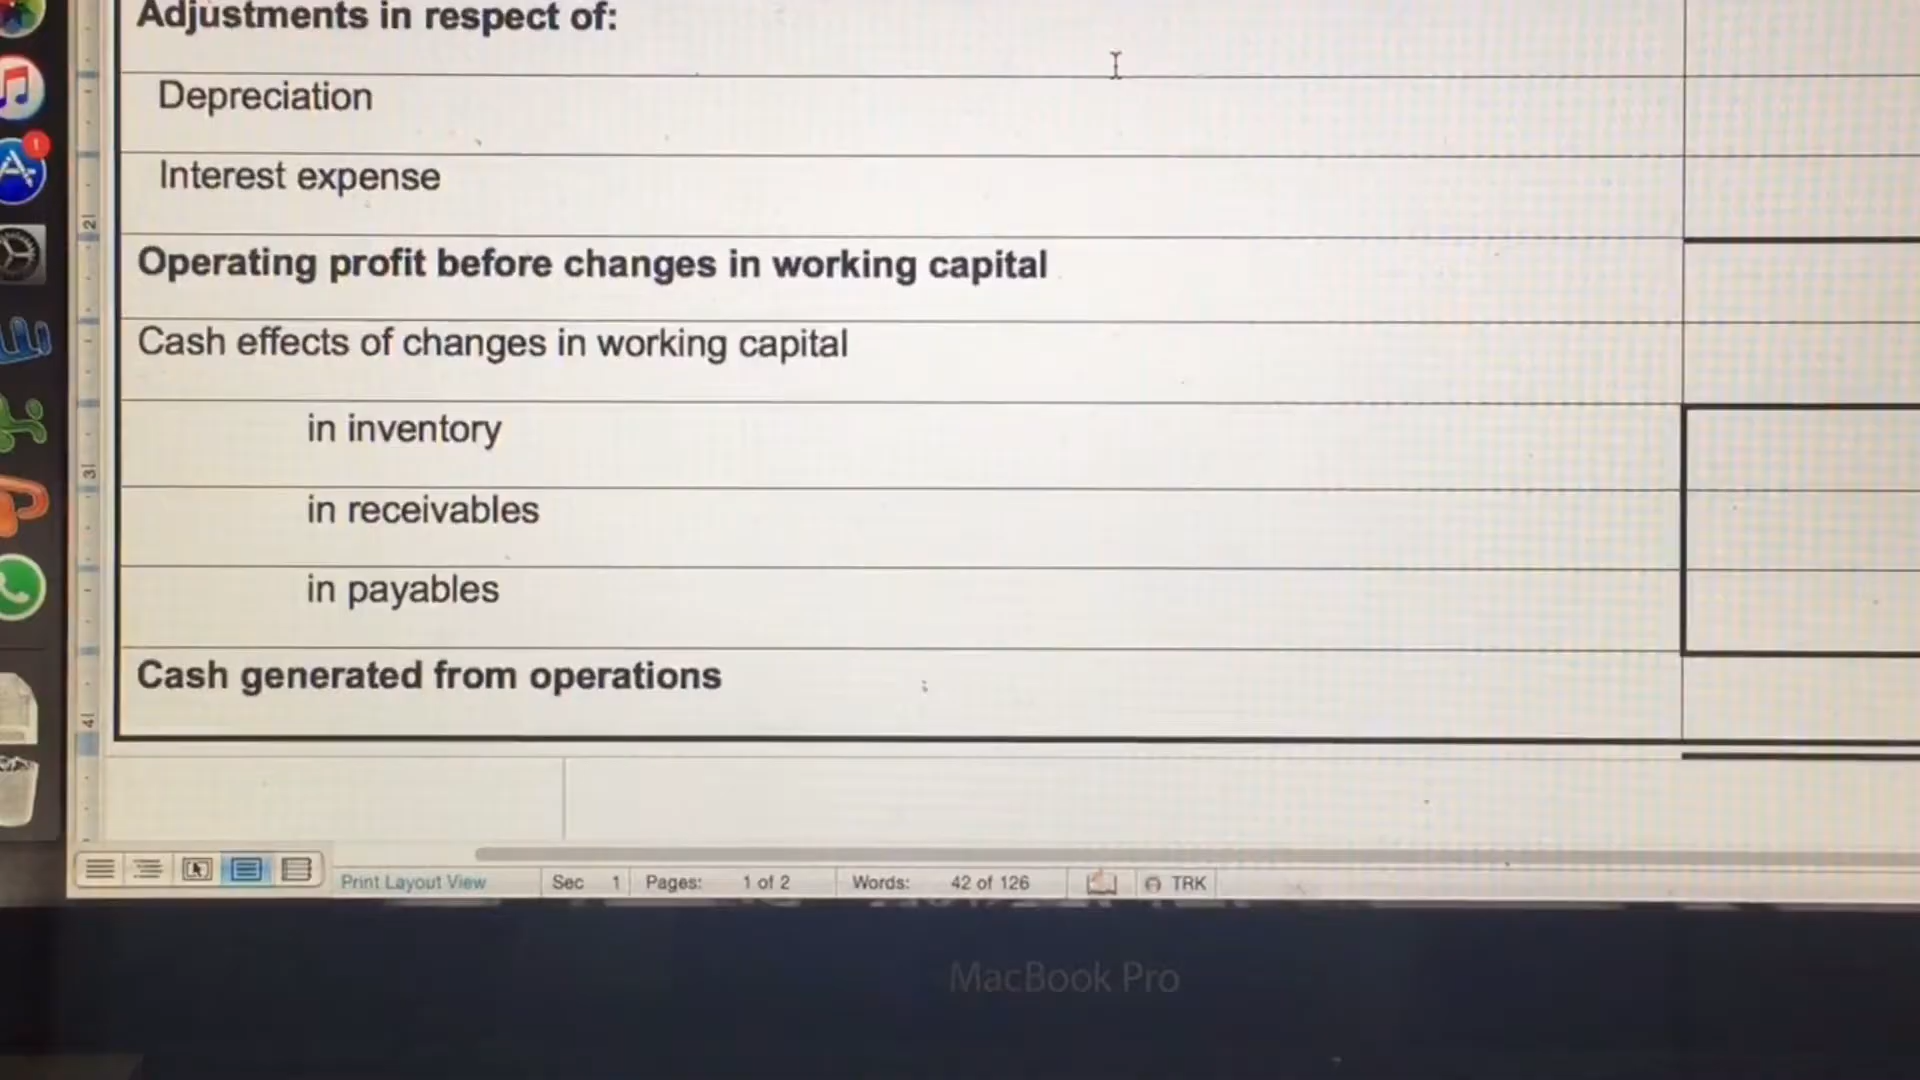 Adjustments in respect of:
Depreciation
Interest expense
Operating profit before changes in working capital
Cash effects of changes in working capital
in inventory
in receivables
in payables
Cash generated from operations
Print Layout View Sec 1 Pages: 1 of 2 Words: 42 of 126 TRK
MacBook Pro